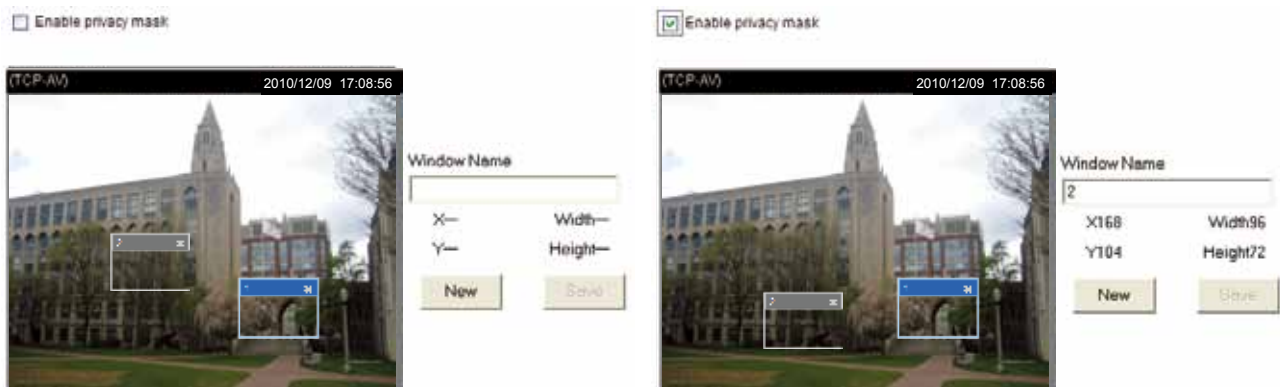 Enable privacy mask
(TCP-AV) 2010/12/09 17:08:56
Window Name
X— Width—
Y— Height—
New Save
Enable privacy mask
(TCP-AV) 2010/12/09 17:08:56
Window Name
2
X168 Width96
Y104 Height72
New Save